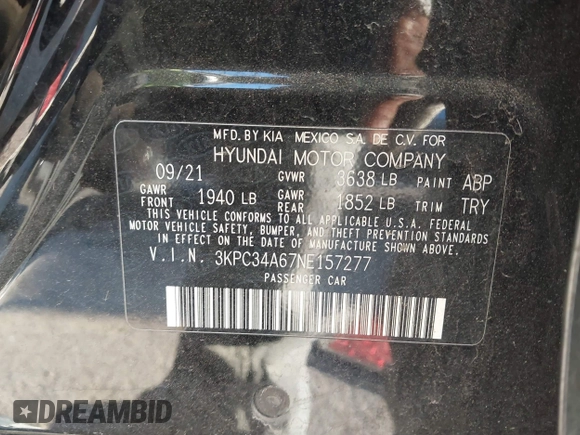 MFD. BY KIA MEXICO S.A. DE C.V. FOR
HYUNDAI MOTOR COMPANY
09/21 GVWR 3638 LB PAINT ABP
GAWR FRONT 1940 LB GAWR REAR 1852 LB TRIM TRY
THIS VEHICLE CONFORMS TO ALL APPLICABLE U.S.A. FEDERAL
MOTOR VEHICLE SAFETY, BUMPER, AND THEFT PREVENTION STANDARDS
IN EFFECT ON THE DATE OF MANUFACTURE SHOWN ABOVE.
V.I.N. 3KPC34A67NE157277
PASSENGER CAR
DREAMBID